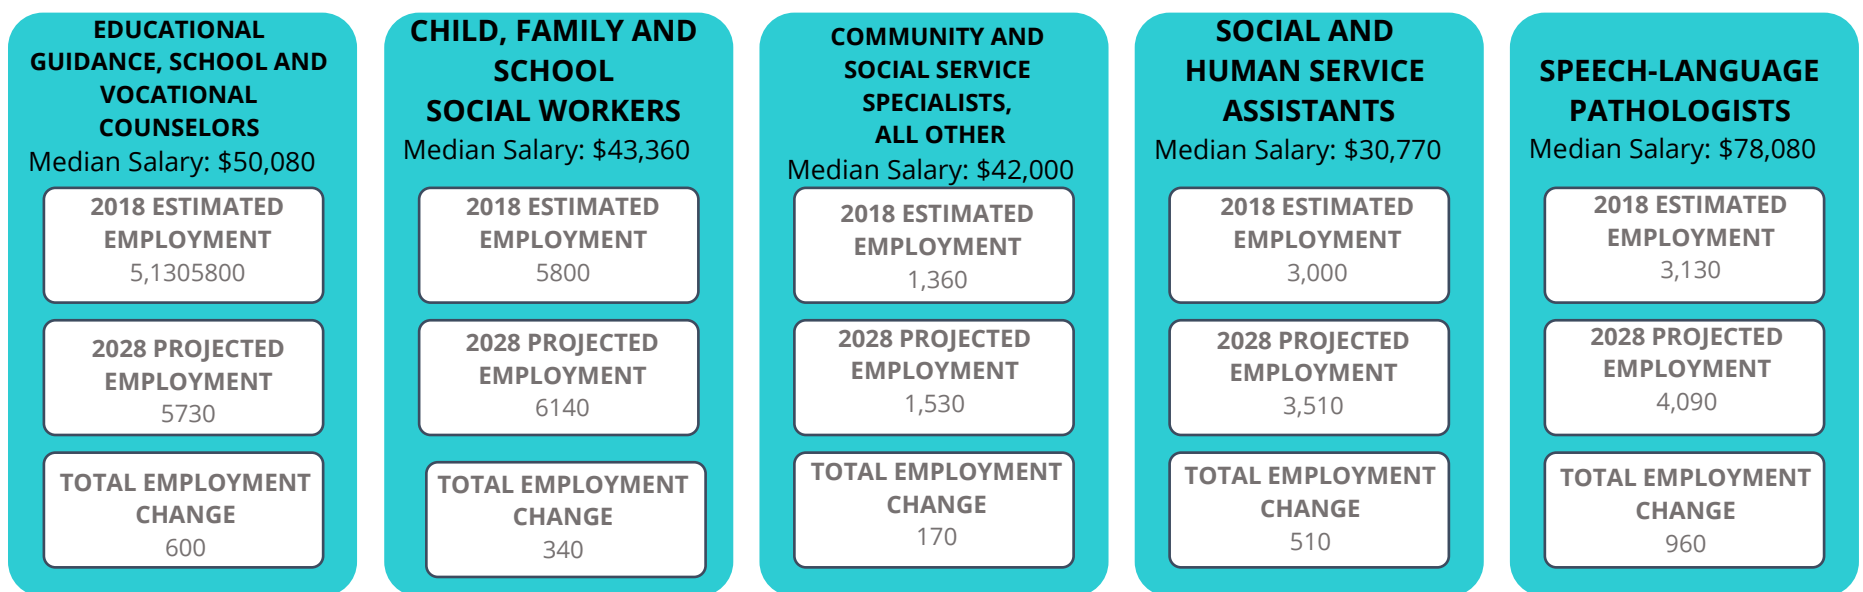 EDUCATIONAL
GUIDANCE, SCHOOL AND
VOCATIONAL
COUNSELORS
Median Salary: $50,080
2018 ESTIMATED
EMPLOYMENT
5,1305800
2028 PROJECTED
EMPLOYMENT
5730
TOTAL EMPLOYMENT
CHANGE
600
CHILD, FAMILY AND
SCHOOL
SOCIAL WORKERS
Median Salary: $43,360
2018 ESTIMATED
EMPLOYMENT
5800
2028 PROJECTED
EMPLOYMENT
6140
TOTAL EMPLOYMENT
CHANGE
340
COMMUNITY AND
SOCIAL SERVICE
SPECIALISTS,
ALL OTHER
Median Salary: $42,000
2018 ESTIMATED
EMPLOYMENT
1,360
2028 PROJECTED
EMPLOYMENT
1,530
TOTAL EMPLOYMENT
CHANGE
170
SOCIAL AND
HUMAN SERVICE
ASSISTANTS
Median Salary: $30,770
2018 ESTIMATED
EMPLOYMENT
3,000
2028 PROJECTED
EMPLOYMENT
3,510
TOTAL EMPLOYMENT
CHANGE
510
SPEECH-LANGUAGE
PATHOLOGISTS
Median Salary: $78,080
2018 ESTIMATED
EMPLOYMENT
3,130
2028 PROJECTED
EMPLOYMENT
4,090
TOTAL EMPLOYMENT
CHANGE
960